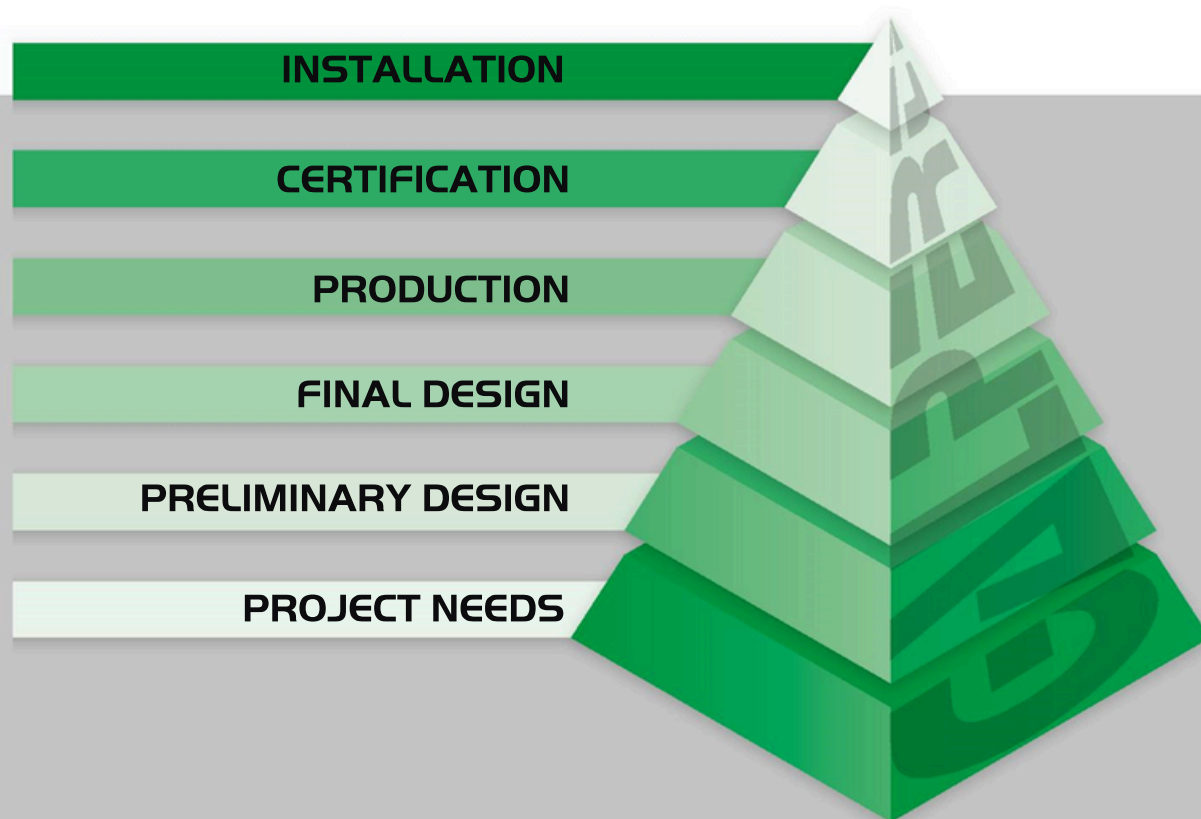 INSTALLATION
CERTIFICATION
PRODUCTION
FINAL DESIGN
PRELIMINARY DESIGN
PROJECT NEEDS